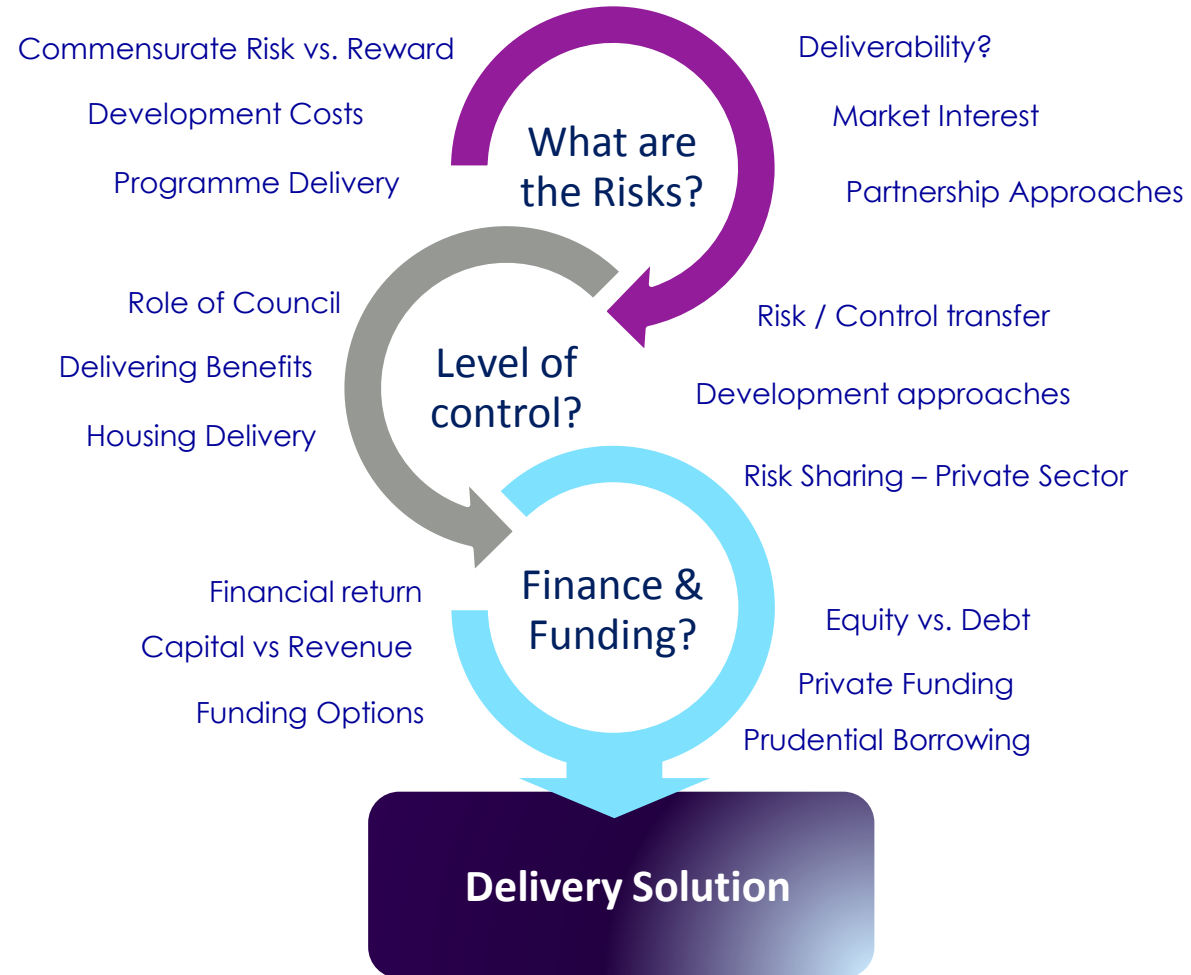 Commensurate Risk vs. Reward
Development Costs
Programme Delivery
What are
the Risks?
Deliverability?
Market Interest
Partnership Approaches
Role of Council
Delivering Benefits
Housing Delivery
Level of
control?
Risk / Control transfer
Development approaches
Risk Sharing – Private Sector
Financial return
Capital vs Revenue
Funding Options
Finance &
Funding?
Equity vs. Debt
Private Funding
Prudential Borrowing
Delivery Solution